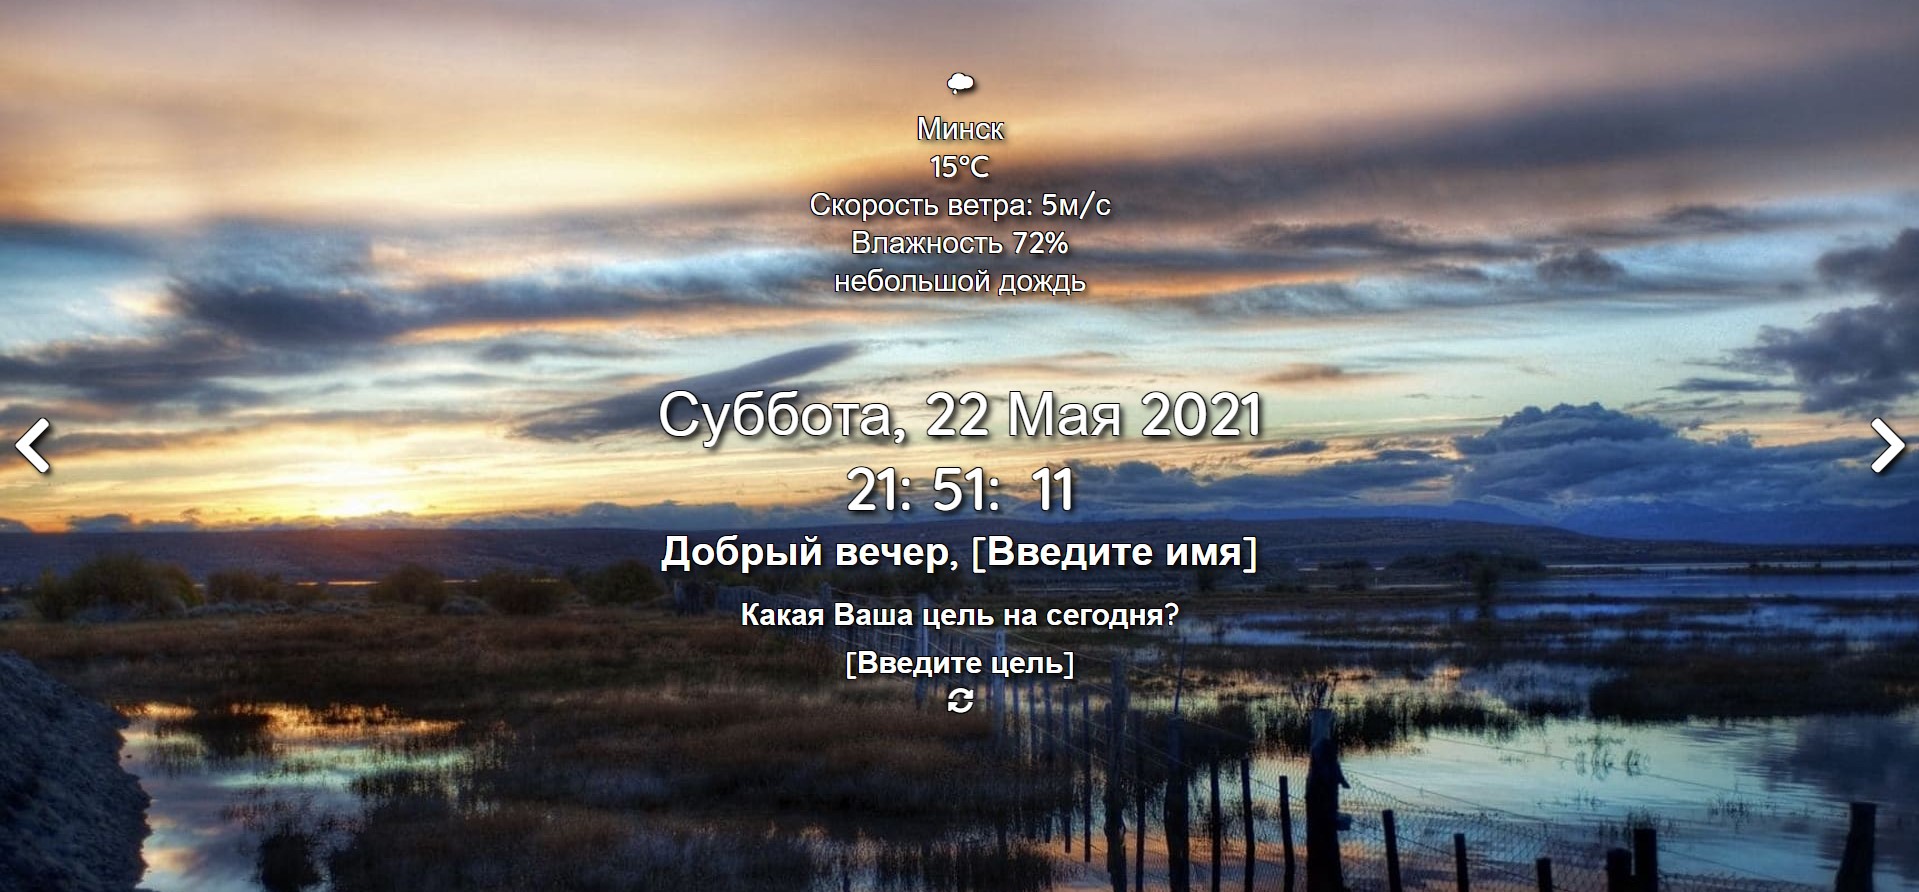 Минск
15°C
Скорость ветра: 5м/с
Влажность 72%
небольшой дождь
Суббота, 22 Мая 2021
21: 51: 11
Добрый вечер, [Введите имя]
Какая Ваша цель на сегодня?
[Введите цель]